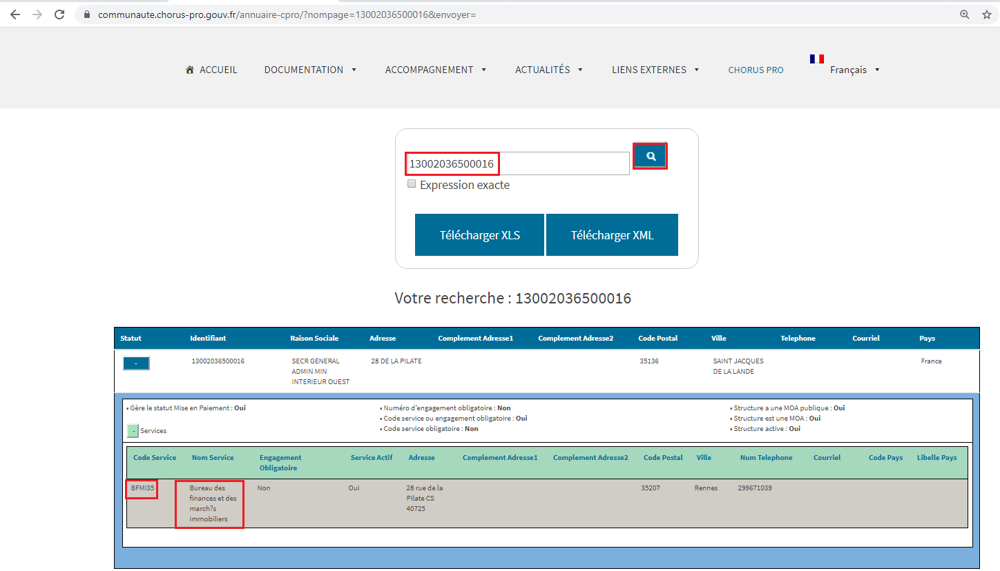 communaute.chorus-pro.gouv.fr/annuaire-cpro/?nompage=13002036500016&envoyer=
ACCUEIL DOCUMENTATION ACCOMPAGNEMENT ACTUALITÉS LIENS EXTERNES CHORUS PRO Français
13002036500016
Expression exacte
Télécharger XLS Télécharger XML
Votre recherche : 13002036500016
Statut Identifiant Raison Sociale Adresse Complement Adresse1 Complement Adresse2 Code Postal Ville Telephone Courriel Pays
- 13002036500016 SECR GENERAL 28 DE LA PILATE 35136 SAINT JACQUES France
ADMIN MIN DE LA LANDE
INTERIEUR OUEST
• Gère le statut Mise en Paiement : Oui • Numéro d'engagement obligatoire : Non • Structure a une MOA publique : Oui
• Code service ou engagement obligatoire : Oui • Structure est une MOA : Oui
- Services • Code service obligatoire : Non • Structure active : Oui
Code Service Nom Service Engagement Service Actif Adresse Complement Adresse1 Complement Adresse2 Code Postal Ville Num Telephone Courriel Code Pays Libelle Pays
Obligatoire
BFMI35 Bureau des Non Oui 28 rue de la 35207 Rennes 299671039
finances et des Pilate CS
march?s 40725
immobiliers